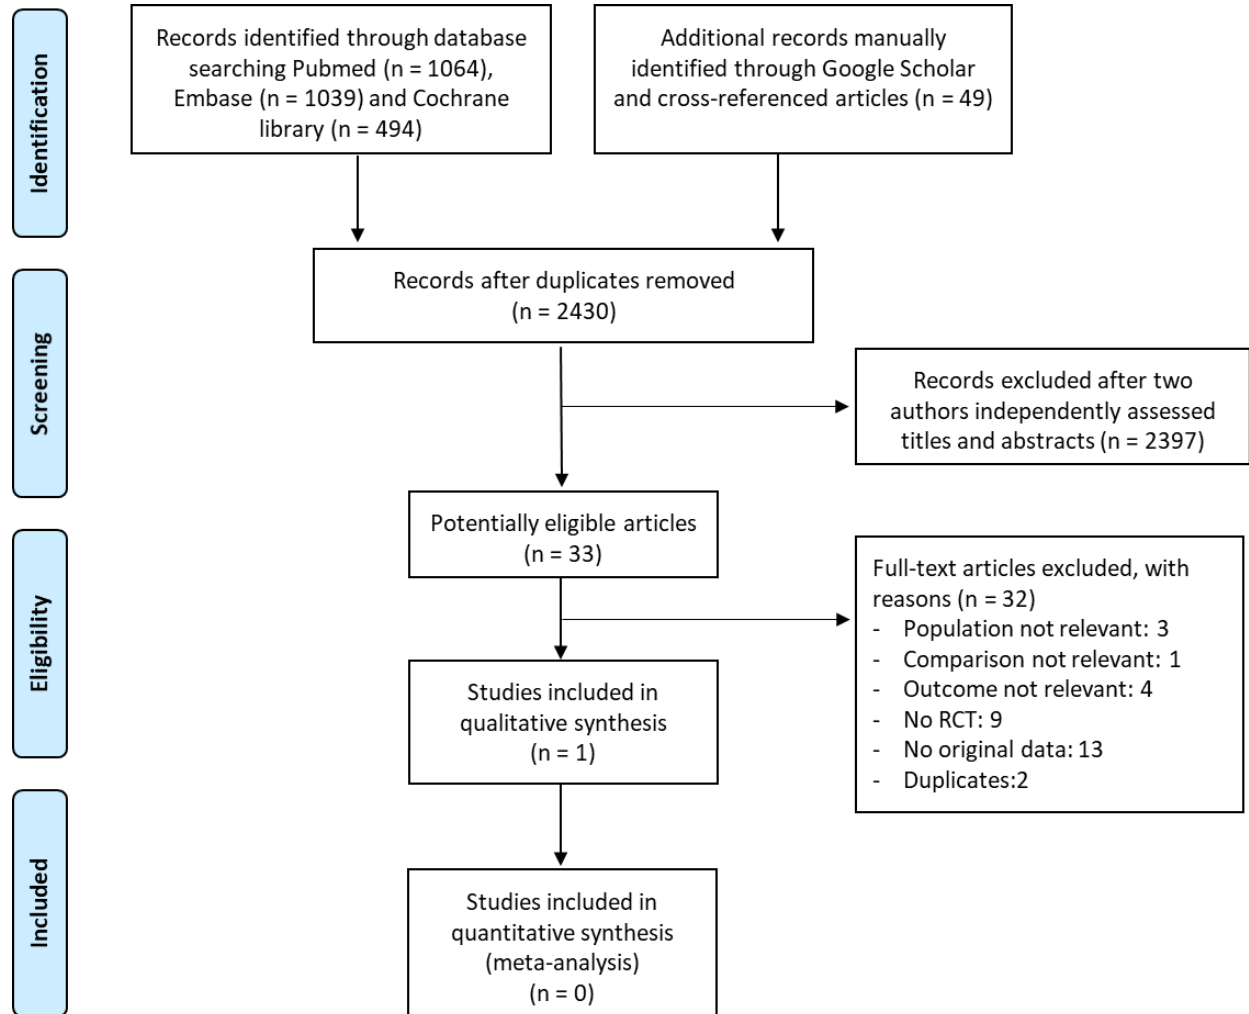 Identification
Records identified through database
searching Pubmed (n = 1064),
Embase (n = 1039) and Cochrane
library (n = 494)
Additional records manually
identified through Google Scholar
and cross-referenced articles (n = 49)
Records after duplicates removed
(n = 2430)
Screening
Records excluded after two
authors independently assessed
titles and abstracts (n = 2397)
Potentially eligible articles
(n = 33)
Eligibility
Full-text articles excluded, with
reasons (n = 32)
- Population not relevant: 3
- Comparison not relevant: 1
- Outcome not relevant: 4
- No RCT: 9
- No original data: 13
- Duplicates:2
Studies included in
qualitative synthesis
(n = 1)
Included
Studies included in
quantitative synthesis
(meta-analysis)
(n = 0)